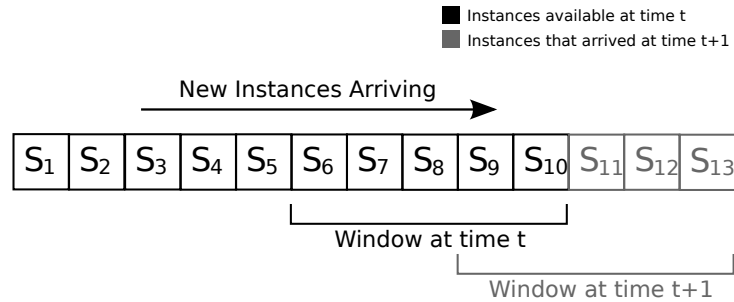 Instances available at time t
Instances that arrived at time t+1
New Instances Arriving
S1 S2 S3 S4 S5 S6 S7 S8 S9 S10 S11 S12 S13
Window at time t
Window at time t+1